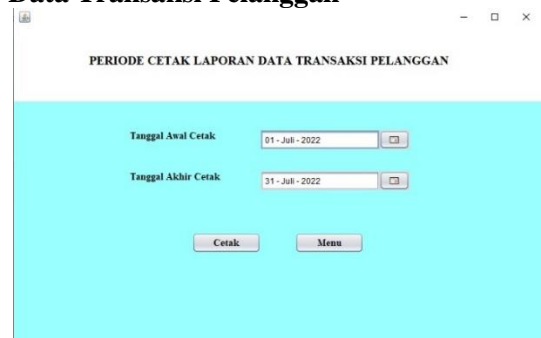 Data Transaksi Pelanggan
PERIODE CETAK LAPORAN DATA TRANSAKSI PELANGGAN
Tanggal Awal Cetak 01 - Juli - 2022
Tanggal Akhir Cetak 31 - Juli - 2022
Cetak Menu